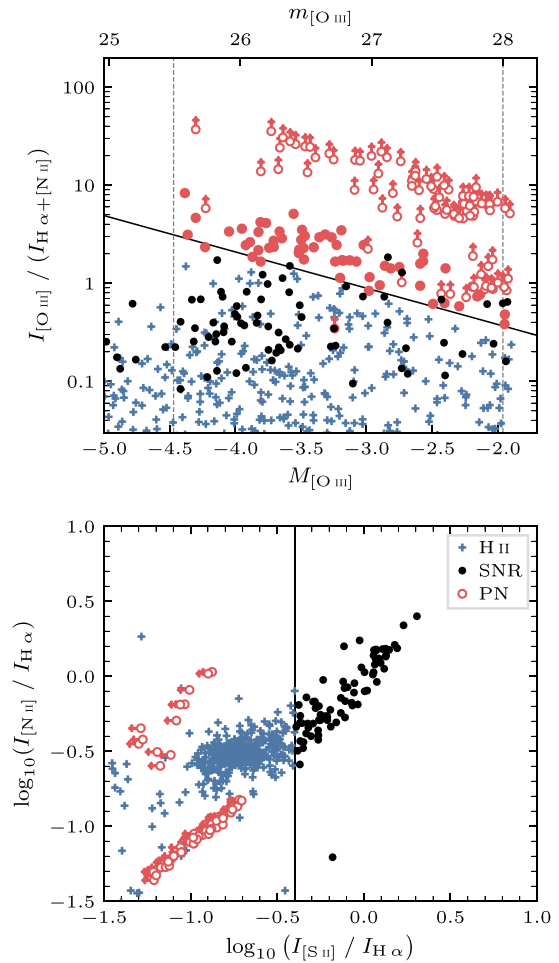 m[O III]
25 26 27 28
100
10
1
0.1
I[O III] / (IH α+[N II])
−5.0 −4.5 −4.0 −3.5 −3.0 −2.5 −2.0
M[O III]
H II
SNR
PN
1.0
0.5
0.0
−0.5
−1.0
−1.5
log10(I[N II] / IH α)
−1.5 −1.0 −0.5 0.0 0.5 1.0
log10 (I[S II] / IH α)